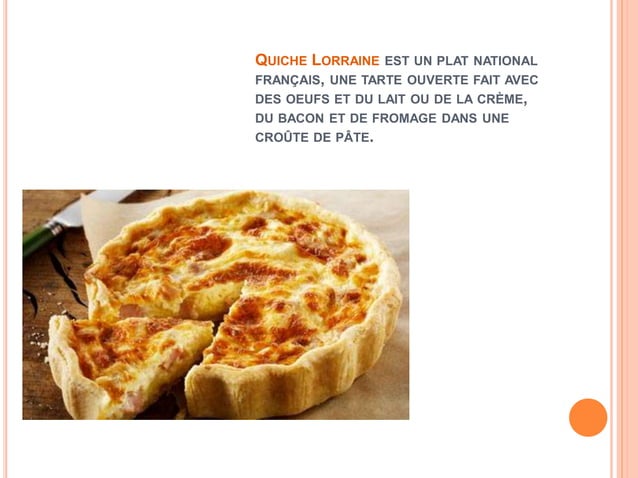 QUICHE LORRAINE EST UN PLAT NATIONAL
FRANÇAIS, UNE TARTE OUVERTE FAIT AVEC
DES OEUFS ET DU LAIT OU DE LA CRÈME,
DU BACON ET DE FROMAGE DANS UNE
CROÛTE DE PÂTE.